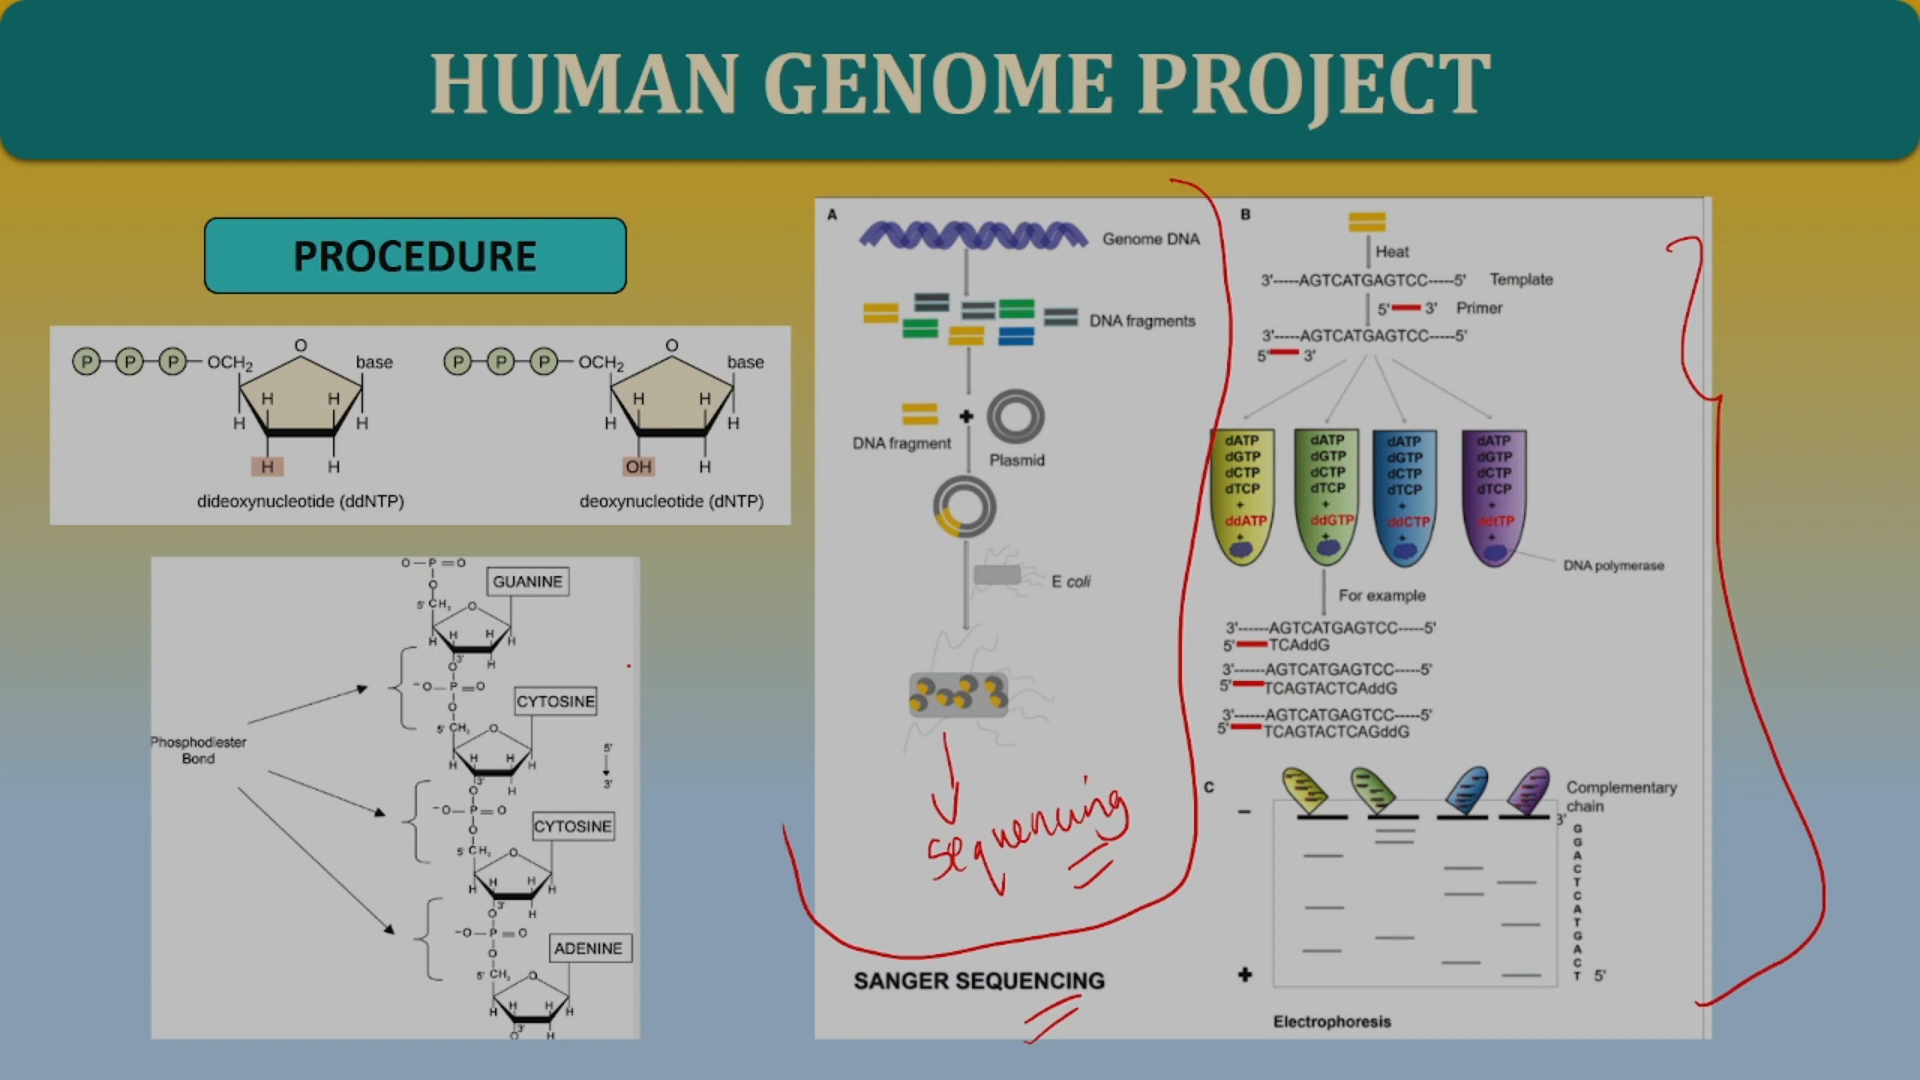 HUMAN GENOME PROJECT
PROCEDURE
P P P OCH2 O base
H H
H H
H H
dideoxynucleotide (ddNTP)
P P P OCH2 O base
H H
H H
OH H
deoxynucleotide (dNTP)
O—P=O
O
5' CH2 O
GUANINE
H H H H
3' H
O
-O—P=O
O
5' CH2 O
CYTOSINE
H H H H
3' H
O
-O—P=O
O
5' CH2 O
CYTOSINE
H H H H
3' H
O
-O—P=O
O
5' CH2 O
ADENINE
H H H H
3'
O H
5'
3'
Phosphodiester
Bond
A
Genome DNA
DNA fragments
+
DNA fragment
Plasmid
E coli
Sequencing
SANGER SEQUENCING
B
Heat
3'-----AGTCATGAGTCC-----5' Template
5' 3' Primer
3'-----AGTCATGAGTCC-----5'
5' 3'
dATP dATP dATP dATP
dGTP dGTP dGTP dGTP
dCTP dCTP dCTP dCTP
dTCP dTCP dTCP dTCP
+ + + +
ddATP ddGTP ddCTP ddtTP
+ + + +
DNA polymerase
For example
3'------AGTCATGAGTCC-----5'
5' TCAddG
3'------AGTCATGAGTCC-----5'
5' TCAGTACTCAddG
3'------AGTCATGAGTCC-----5'
5' TCAGTACTCAGddG
C
Complementary
chain
−
3'
G
G
A
C
T
C
A
T
G
A
C
T 5'
+
Electrophoresis